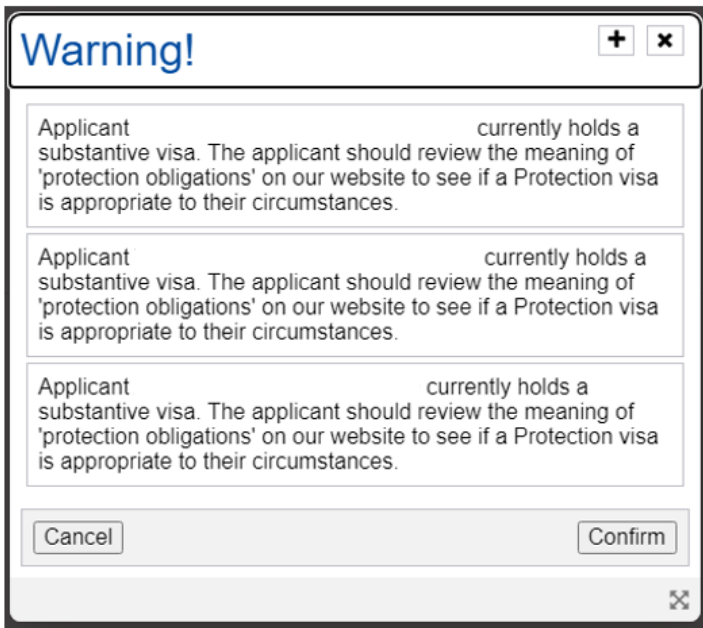 Warning!
Applicant currently holds a
substantive visa. The applicant should review the meaning of
'protection obligations' on our website to see if a Protection visa
is appropriate to their circumstances.
Applicant currently holds a
substantive visa. The applicant should review the meaning of
'protection obligations' on our website to see if a Protection visa
is appropriate to their circumstances.
Applicant currently holds a
substantive visa. The applicant should review the meaning of
'protection obligations' on our website to see if a Protection visa
is appropriate to their circumstances.
Cancel Confirm